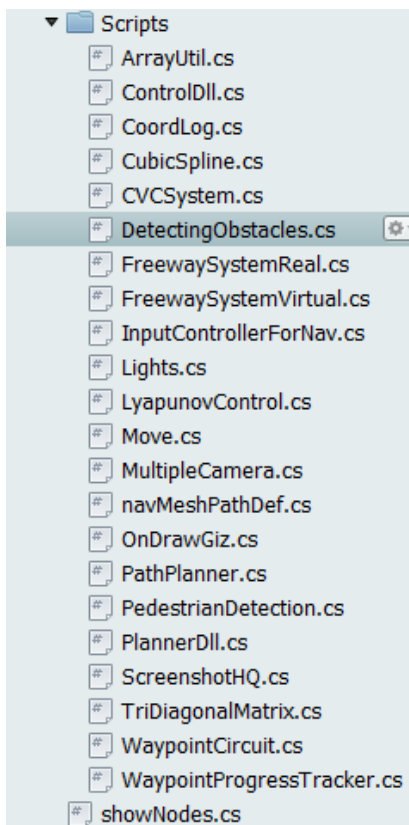 Scripts
ArrayUtil.cs
ControlDll.cs
CoordLog.cs
CubicSpline.cs
CVCSystem.cs
DetectingObstacles.cs
FreewaySystemReal.cs
FreewaySystemVirtual.cs
InputControllerForNav.cs
Lights.cs
LyapunovControl.cs
Move.cs
MultipleCamera.cs
navMeshPathDef.cs
OnDrawGiz.cs
PathPlanner.cs
PedestrianDetection.cs
PlannerDll.cs
ScreenshotHQ.cs
TriDiagonalMatrix.cs
WaypointCircuit.cs
WaypointProgressTracker.cs
showNodes.cs